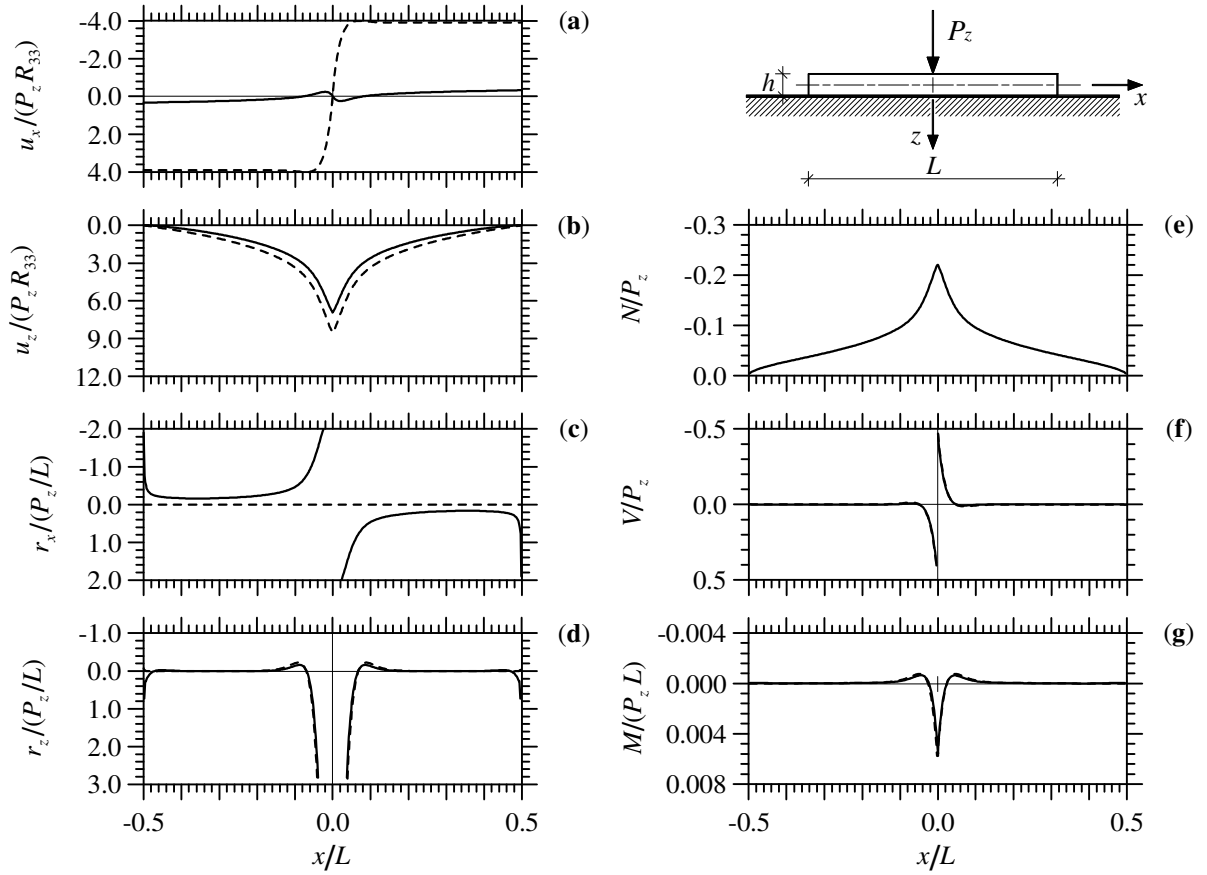 (a)
-4.0
-2.0
0.0
2.0
4.0
u_x/(P_z R_33)
P_z
h
x
z
L
(b)
0.0
3.0
6.0
9.0
12.0
u_z/(P_z R_33)
(e)
-0.3
-0.2
-0.1
0.0
N/P_z
(c)
-2.0
-1.0
0.0
1.0
2.0
r_x/(P_z/L)
(f)
-0.5
0.0
0.5
V/P_z
(d)
-1.0
0.0
1.0
2.0
3.0
r_z/(P_z/L)
-0.5 0.0 0.5
x/L
(g)
-0.004
0.000
0.004
0.008
M/(P_z L)
-0.5 0.0 0.5
x/L